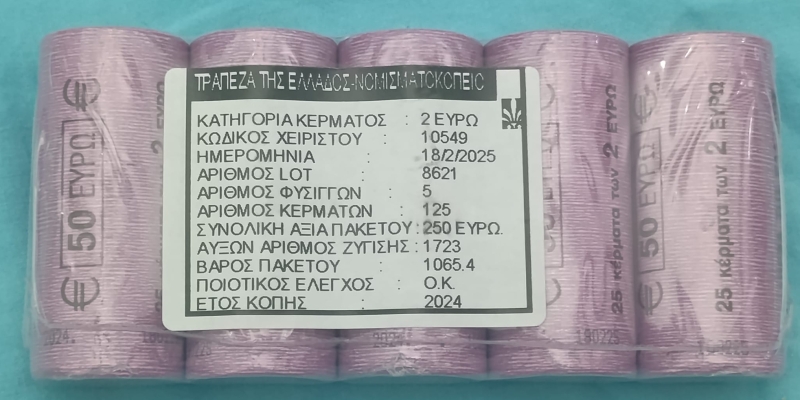 ΤΡΑΠΕΖΑ ΤΗΣ ΕΛΛΑΔΟΣ-ΝΟΜΙΣΜΑΤΟΚΟΠΕΙΟ
ΚΑΤΗΓΟΡΙΑ ΚΕΡΜΑΤΟΣ : 2 ΕΥΡΩ
ΚΩΔΙΚΟΣ ΧΕΙΡΙΣΤΟΥ : 10549
ΗΜΕΡΟΜΗΝΙΑ : 18/2/2025
ΑΡΙΘΜΟΣ LOT : 8621
ΑΡΙΘΜΟΣ ΦΥΣΙΓΓΩΝ : 5
ΑΡΙΘΜΟΣ ΚΕΡΜΑΤΩΝ : 125
ΣΥΝΟΛΙΚΗ ΑΞΙΑ ΠΑΚΕΤΟΥ : 250 ΕΥΡΩ.
ΑΥΞΩΝ ΑΡΙΘΜΟΣ ΖΥΓΙΣΗΣ : 1723
ΒΑΡΟΣ ΠΑΚΕΤΟΥ : 1065.4
ΠΟΙΟΤΙΚΟΣ ΕΛΕΓΧΟΣ : Ο.Κ.
ΕΤΟΣ ΚΟΠΗΣ : 2024
€ 50 ΕΥΡΩ €
25 κέρματα των 2 ΕΥΡΩ
€ 50 ΕΥΡΩ €
25 κέρματα των 2 ΕΥΡΩ
180225